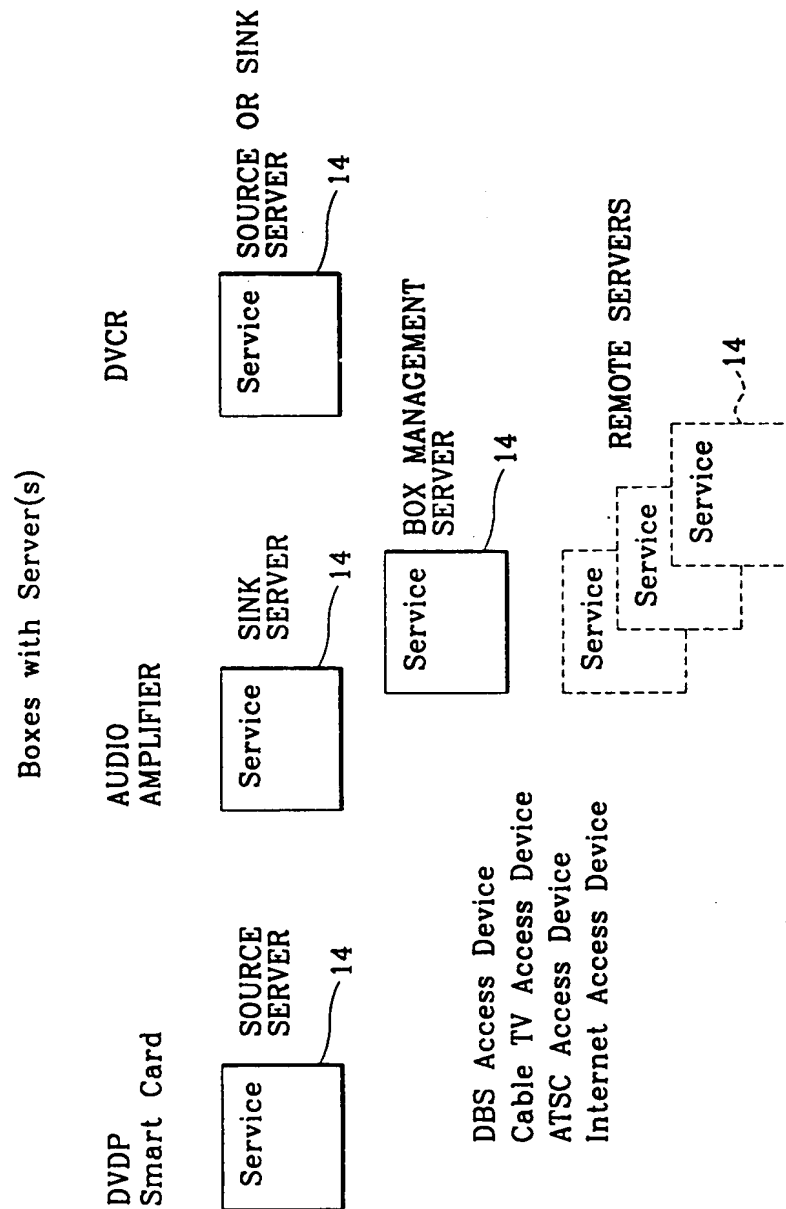 Boxes with Server(s)
DVDP
Smart Card
Service
SOURCE
SERVER
14
AUDIO
AMPLIFIER
Service
SINK
SERVER
14
DVCR
Service
SOURCE OR SINK
SERVER
14
Service
BOX MANAGEMENT
SERVER
14
DBS Access Device
Cable TV Access Device
ATSC Access Device
Internet Access Device
Service
Service
Service
REMOTE SERVERS
14